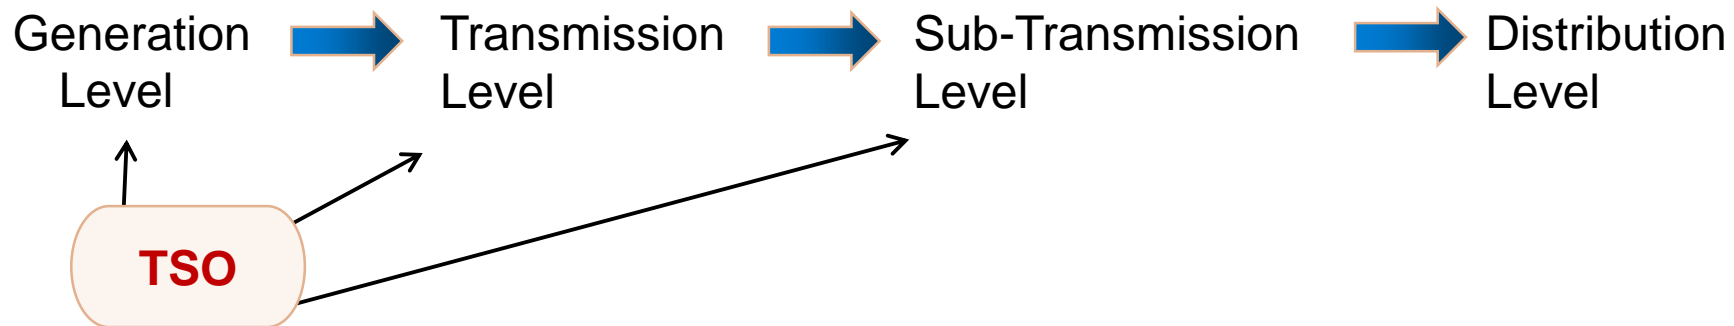 Generation
Level
Transmission
Level
Sub-Transmission
Level
Distribution
Level
TSO